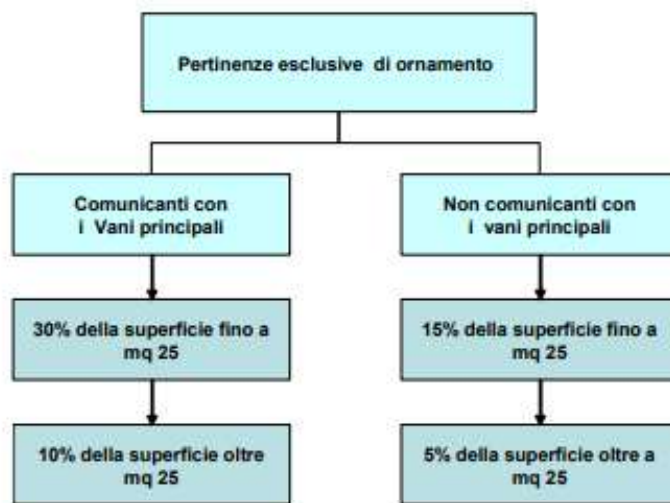 Pertinenze esclusive di ornamento
Comunicanti con
i Vani principali
Non comunicanti con
i vani principali
30% della superficie fino a
mq 25
15% della superficie fino a
mq 25
10% della superficie oltre
mq 25
5% della superficie oltre a
mq 25